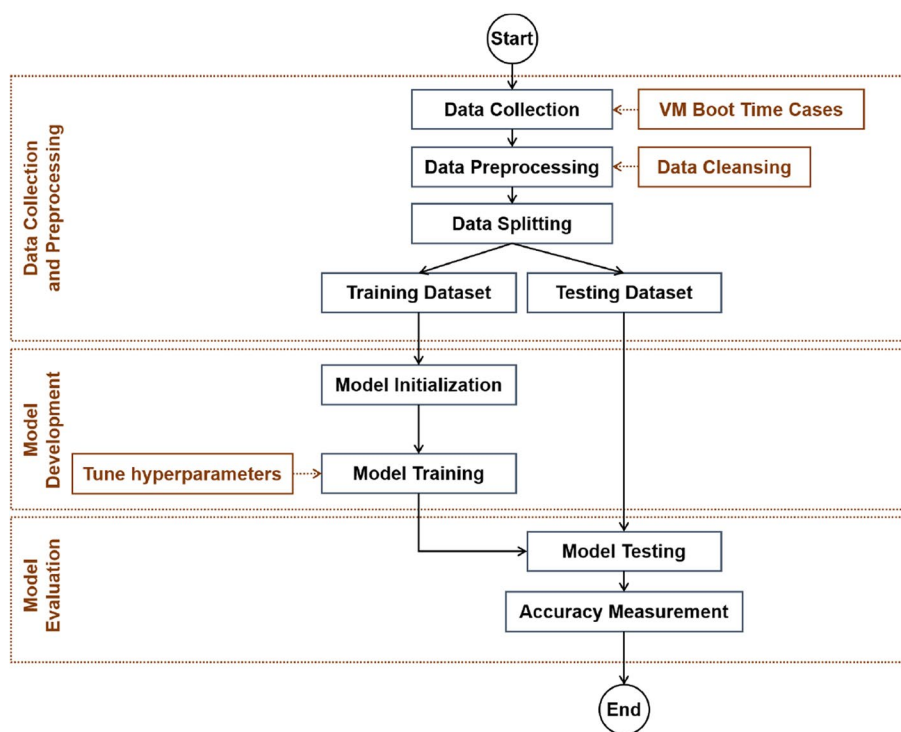 Start
Data Collection
and Preprocessing
Data Collection
VM Boot Time Cases
Data Preprocessing
Data Cleansing
Data Splitting
Training Dataset
Testing Dataset
Model
Development
Model Initialization
Tune hyperparameters
Model Training
Model
Evaluation
Model Testing
Accuracy Measurement
End